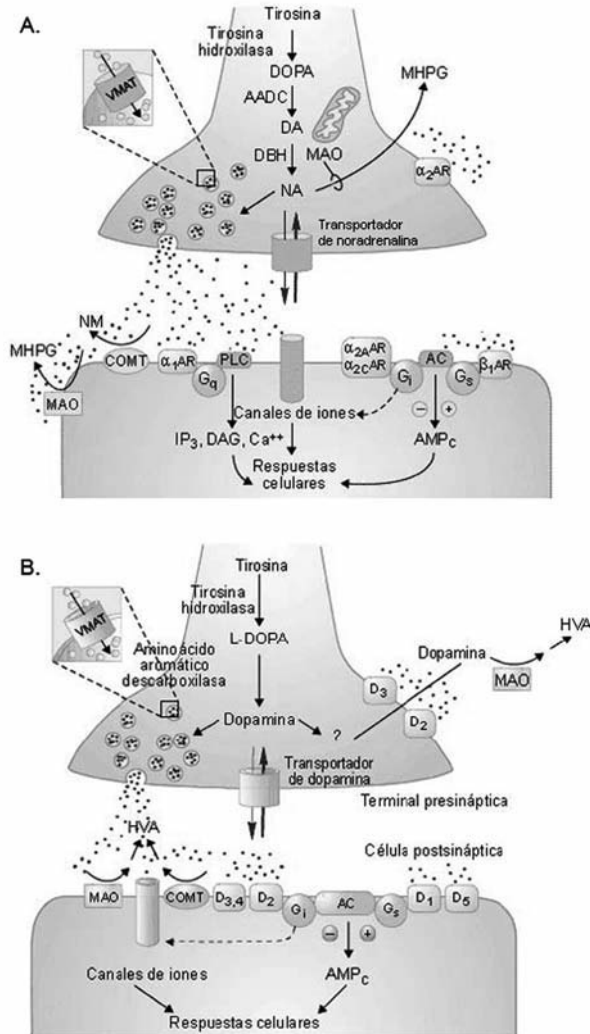 A.
Tirosina
Tirosina
hidroxilasa
DOPA
AADC
DA
DBH
MAO
NA
MHPG
VMAT
α2AR
Transportador
de noradrenalina
NM
MHPG
COMT
MAO
α1AR
Gq
PLC
α2AAR
α2CAR
Gi
AC
Gs
β1AR
Canales de iones
− +
IP3, DAG, Ca++
AMPc
Respuestas
celulares
B.
Tirosina
Tirosina
hidroxilasa
VMAT
L-DOPA
Aminoácido
aromático
descarboxilasa
Dopamina
?
Dopamina
MAO
HVA
D3
D2
Transportador
de dopamina
Terminal presináptica
HVA
Célula postsináptica
MAO
COMT
D3,4
D2
Gi
AC
Gs
D1
D5
− +
Canales de iones
AMPc
Respuestas celulares